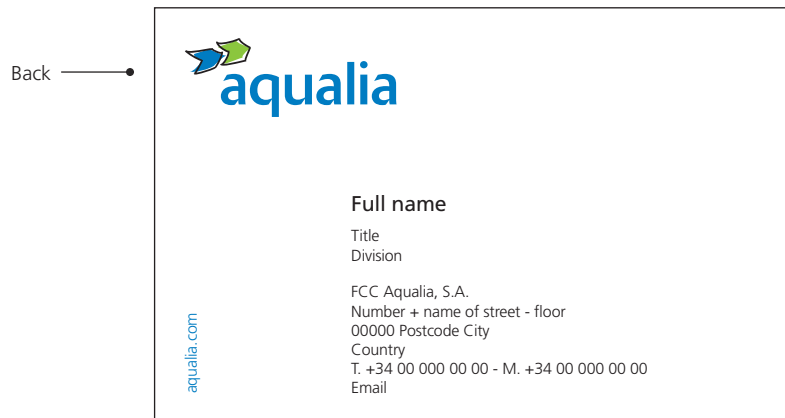 Back
aqualia
Full name
Title
Division
FCC Aqualia, S.A.
Number + name of street - floor
00000 Postcode City
Country
T. +34 00 000 00 00 - M. +34 00 000 00 00
Email
aqualia.com